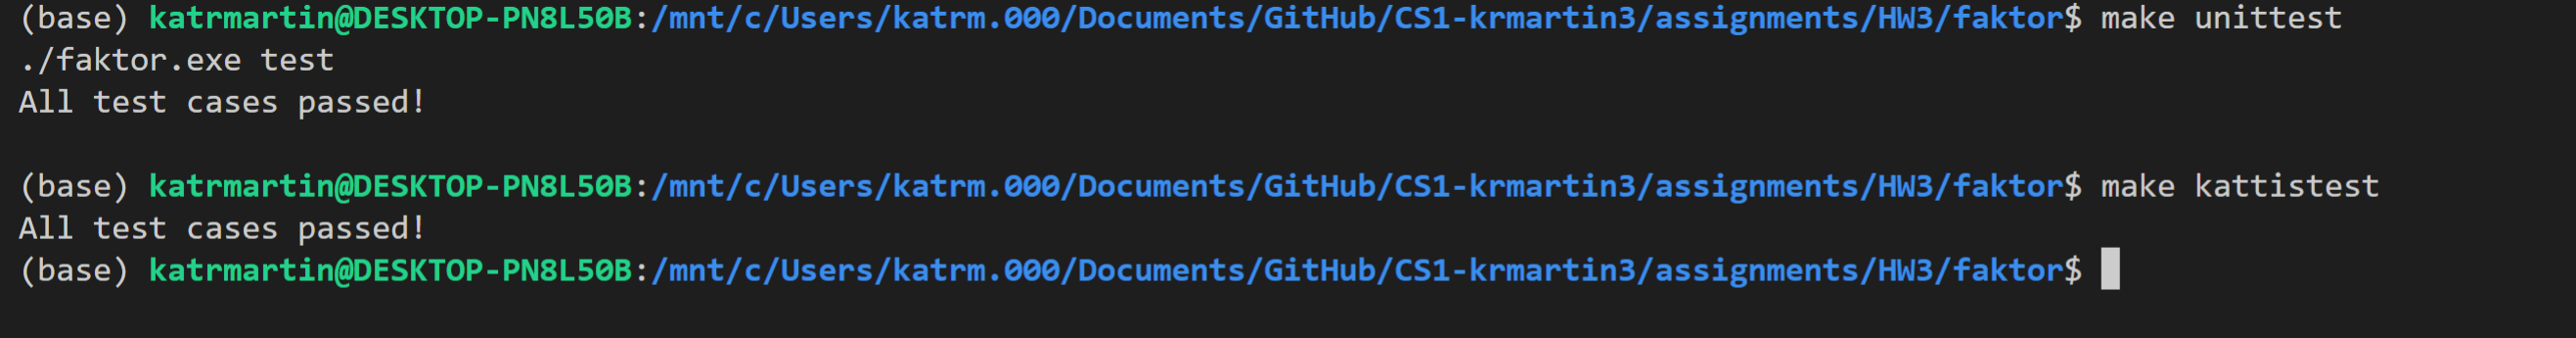 (base) katrmartin@DESKTOP-PN8L50B:/mnt/c/Users/katrm.000/Documents/GitHub/CS1-krmartin3/assignments/HW3/faktor$ make unittest
./faktor.exe test
All test cases passed!
(base) katrmartin@DESKTOP-PN8L50B:/mnt/c/Users/katrm.000/Documents/GitHub/CS1-krmartin3/assignments/HW3/faktor$ make kattistest
All test cases passed!
(base) katrmartin@DESKTOP-PN8L50B:/mnt/c/Users/katrm.000/Documents/GitHub/CS1-krmartin3/assignments/HW3/faktor$